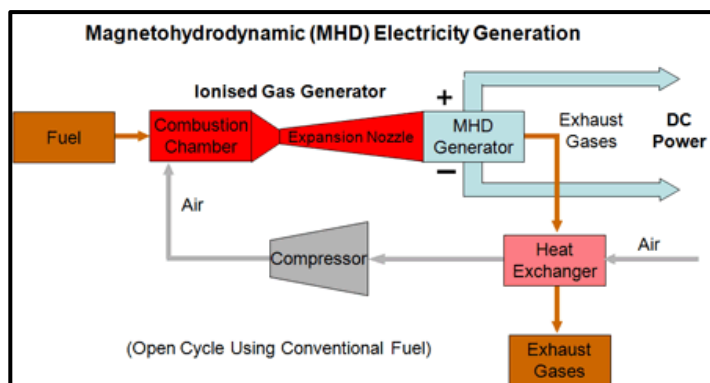 Magnetohydrodynamic (MHD) Electricity Generation
Ionised Gas Generator
Fuel
Combustion
Chamber
Expansion Nozzle
+
MHD
Generator
−
Exhaust
Gases
DC
Power
Air
Compressor
Heat
Exchanger
Air
(Open Cycle Using Conventional Fuel)
Exhaust
Gases